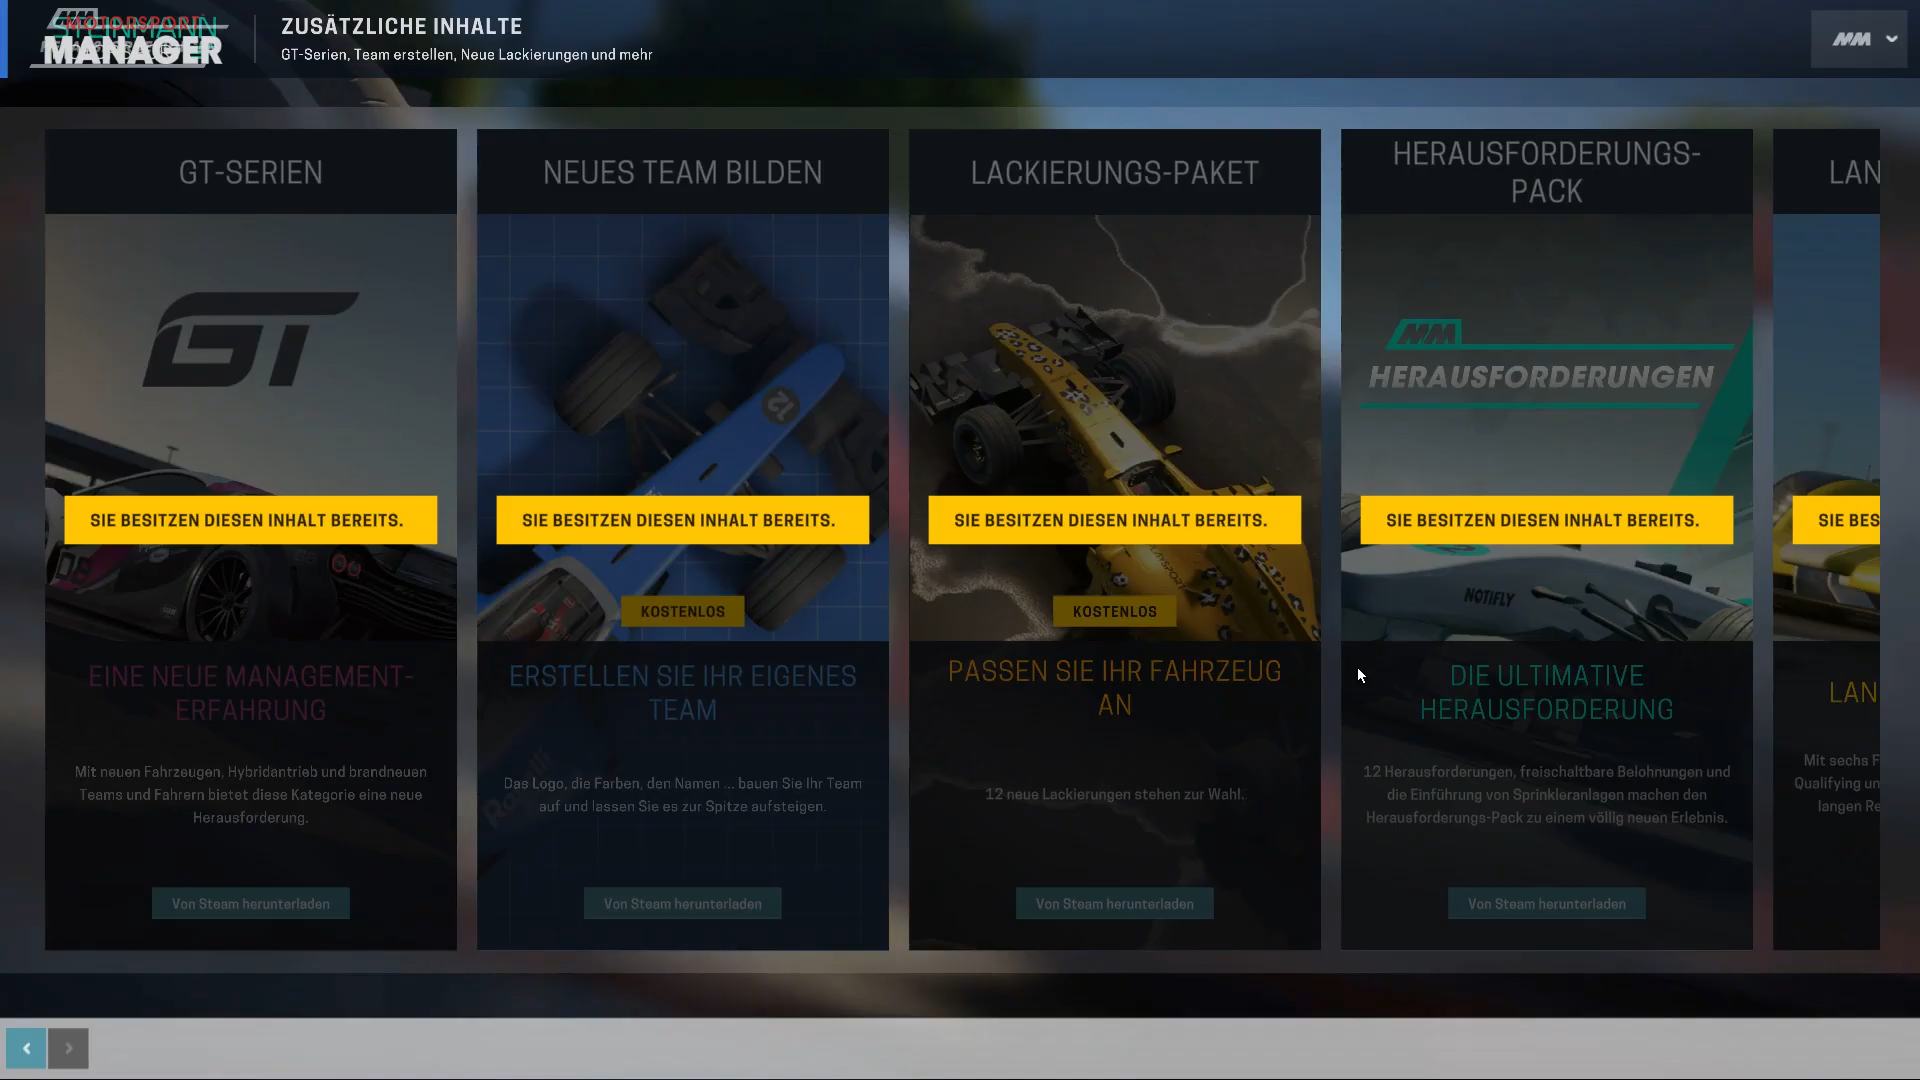 MOTORSPORT
STEINMANN
MANAGER
ZUSÄTZLICHE INHALTE
GT-Serien, Team erstellen, Neue Lackierungen und mehr
MM
GT-SERIEN
GT
SIE BESITZEN DIESEN INHALT BEREITS.
EINE NEUE MANAGEMENT-
ERFAHRUNG
Mit neuen Fahrzeugen, Hybridantrieb und brandneuen
Teams und Fahrern bietet diese Kategorie eine neue
Herausforderung.
Von Steam herunterladen
NEUES TEAM BILDEN
12
SIE BESITZEN DIESEN INHALT BEREITS.
KOSTENLOS
ERSTELLEN SIE IHR EIGENES
TEAM
Das Logo, die Farben, den Namen ... bauen Sie Ihr Team
auf und lassen Sie es zur Spitze aufsteigen.
Von Steam herunterladen
LACKIERUNGS-PAKET
SIE BESITZEN DIESEN INHALT BEREITS.
KOSTENLOS
PASSEN SIE IHR FAHRZEUG
AN
12 neue Lackierungen stehen zur Wahl.
Von Steam herunterladen
HERAUSFORDERUNGS-
PACK
MM
HERAUSFORDERUNGEN
SIE BESITZEN DIESEN INHALT BEREITS.
NOTIFLY
DIE ULTIMATIVE
HERAUSFORDERUNG
12 Herausforderungen, freischaltbare Belohnungen und
die Einführung von Sprinkleranlagen machen den
Herausforderungs-Pack zu einem völlig neuen Erlebnis.
Von Steam herunterladen
LAN
SIE BES
LAN
Mit sechs F
Qualifying un
langen Re